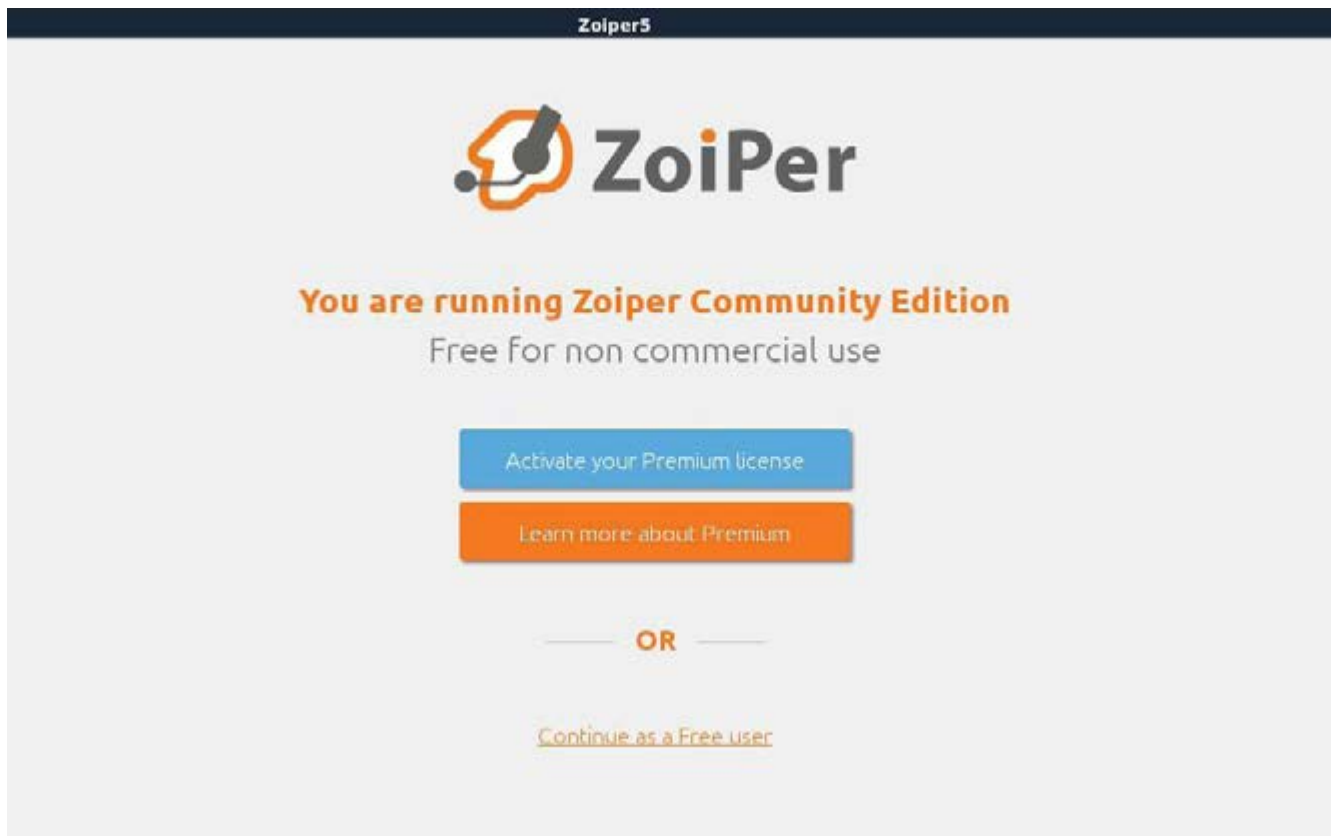 Zoiper5
ZoiPer
You are running Zoiper Community Edition
Free for non commercial use
Activate your Premium license
Learn more about Premium
OR
Continue as a Free user